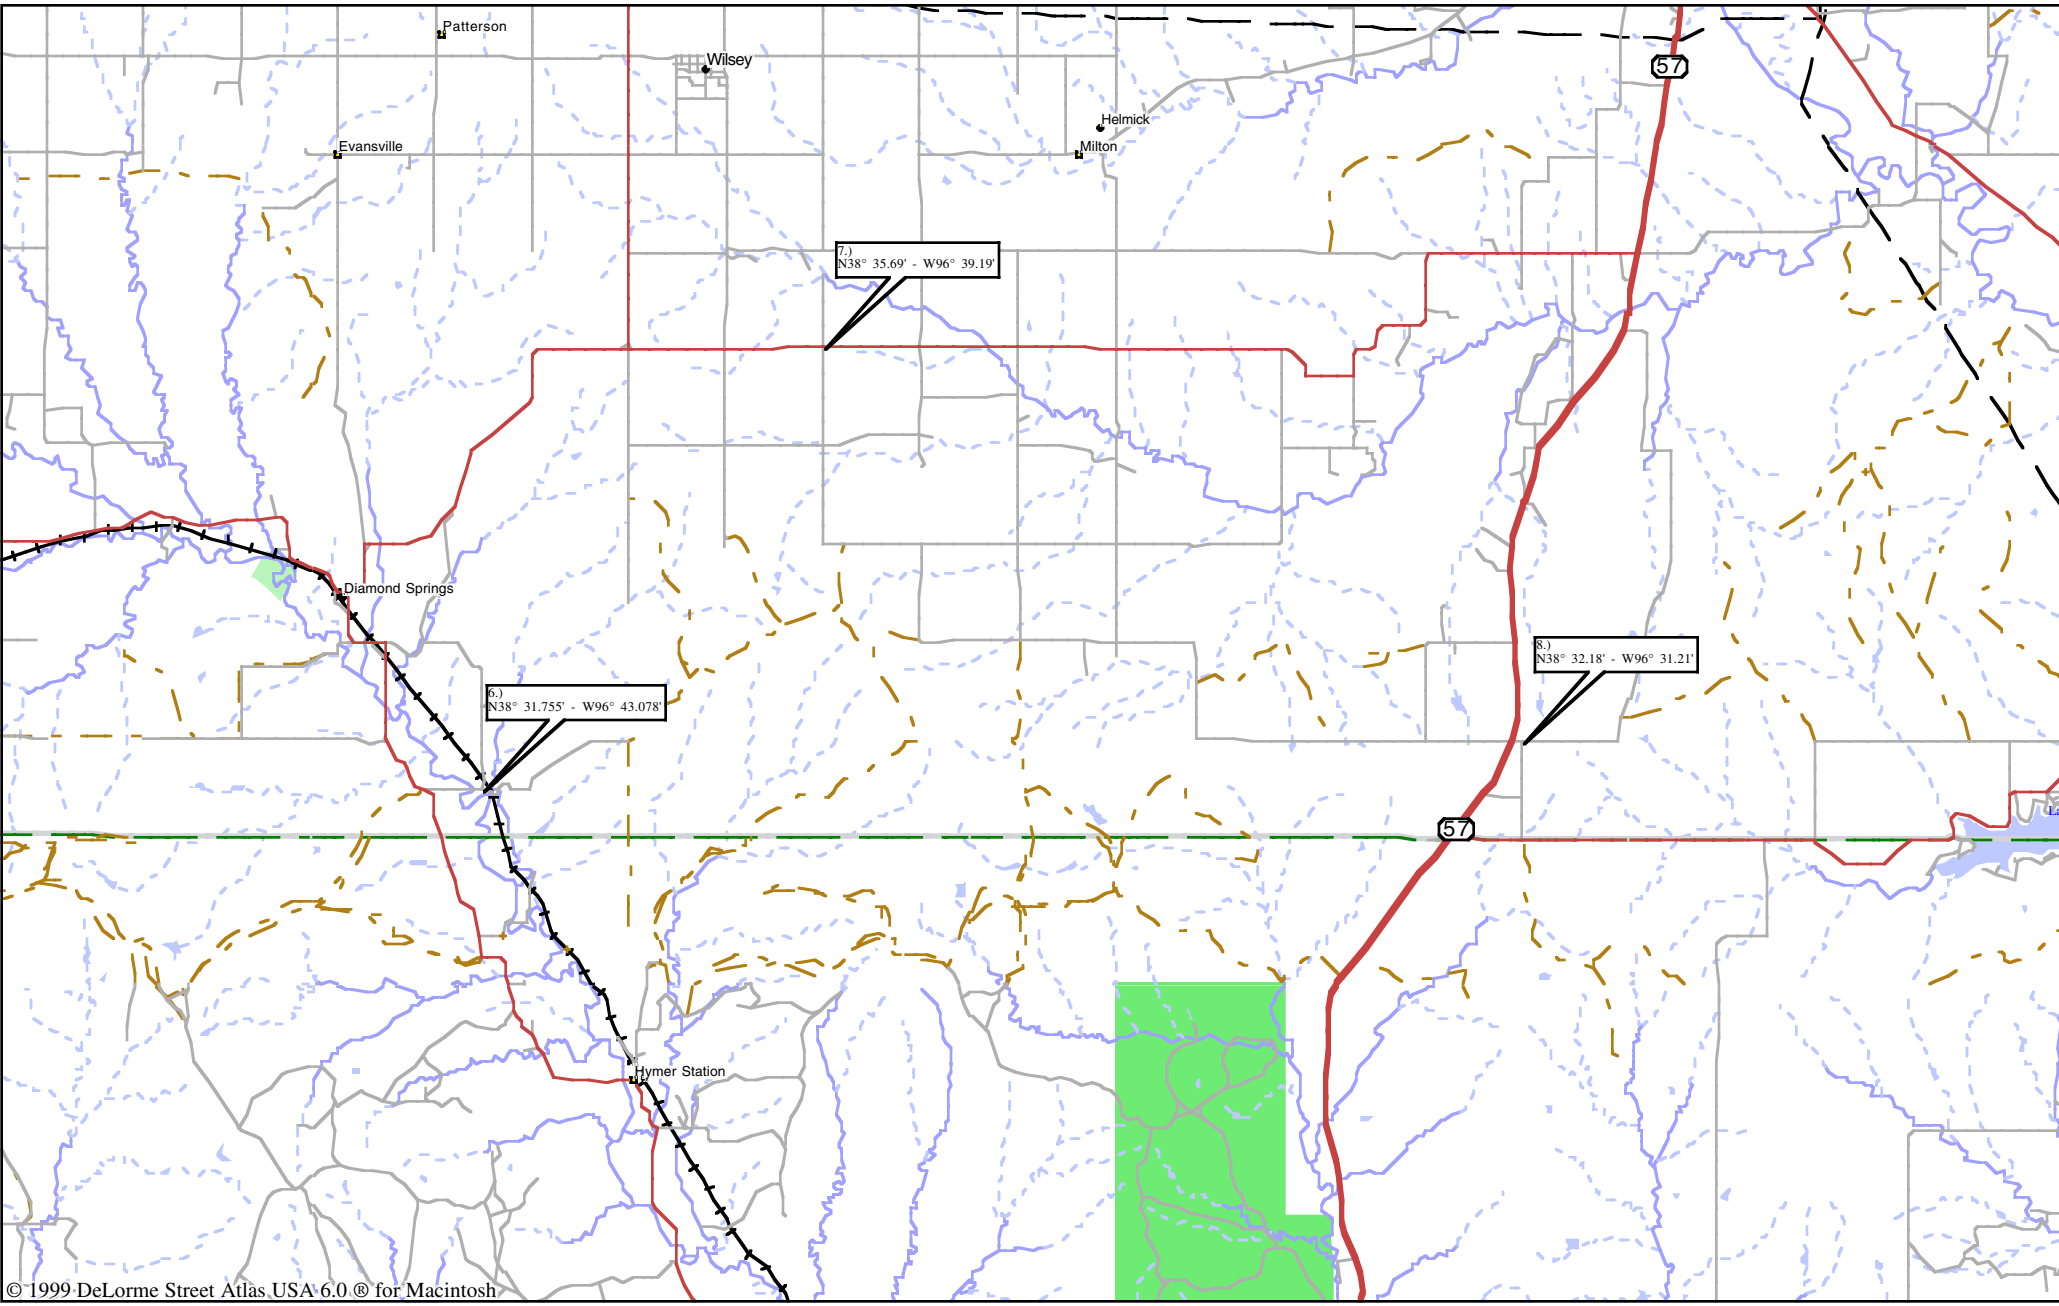 Patterson
Wilsey
57
Helmick
Evansville
Milton
7.)
N38° 35.69' - W96° 39.19'
Diamond Springs
8.)
N38° 32.18' - W96° 31.21'
6.)
N38° 31.755' - W96° 43.078'
La
57
Hymer Station
© 1999 DeLorme Street Atlas USA 6.0 ® for Macintosh